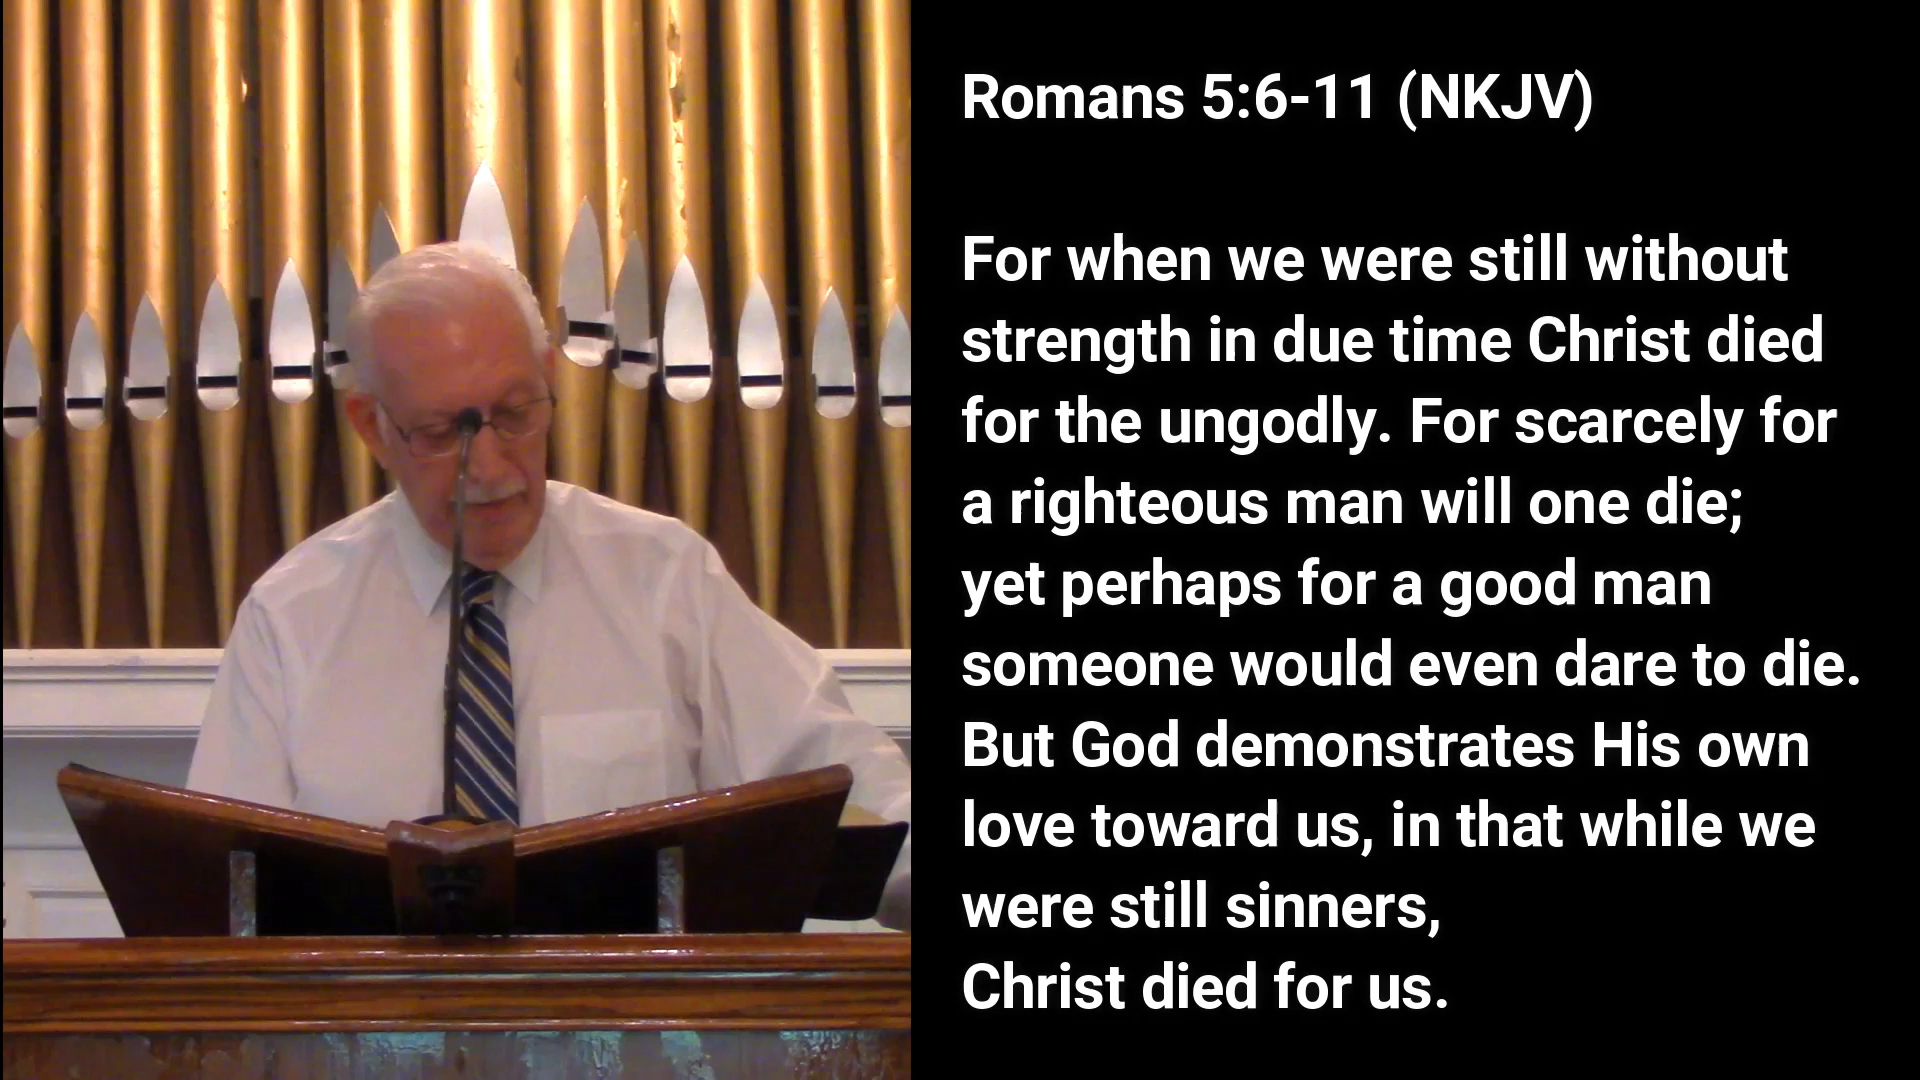 Romans 5:6-11 (NKJV)
For when we were still without
strength in due time Christ died
for the ungodly. For scarcely for
a righteous man will one die;
yet perhaps for a good man
someone would even dare to die.
But God demonstrates His own
love toward us, in that while we
were still sinners,
Christ died for us.